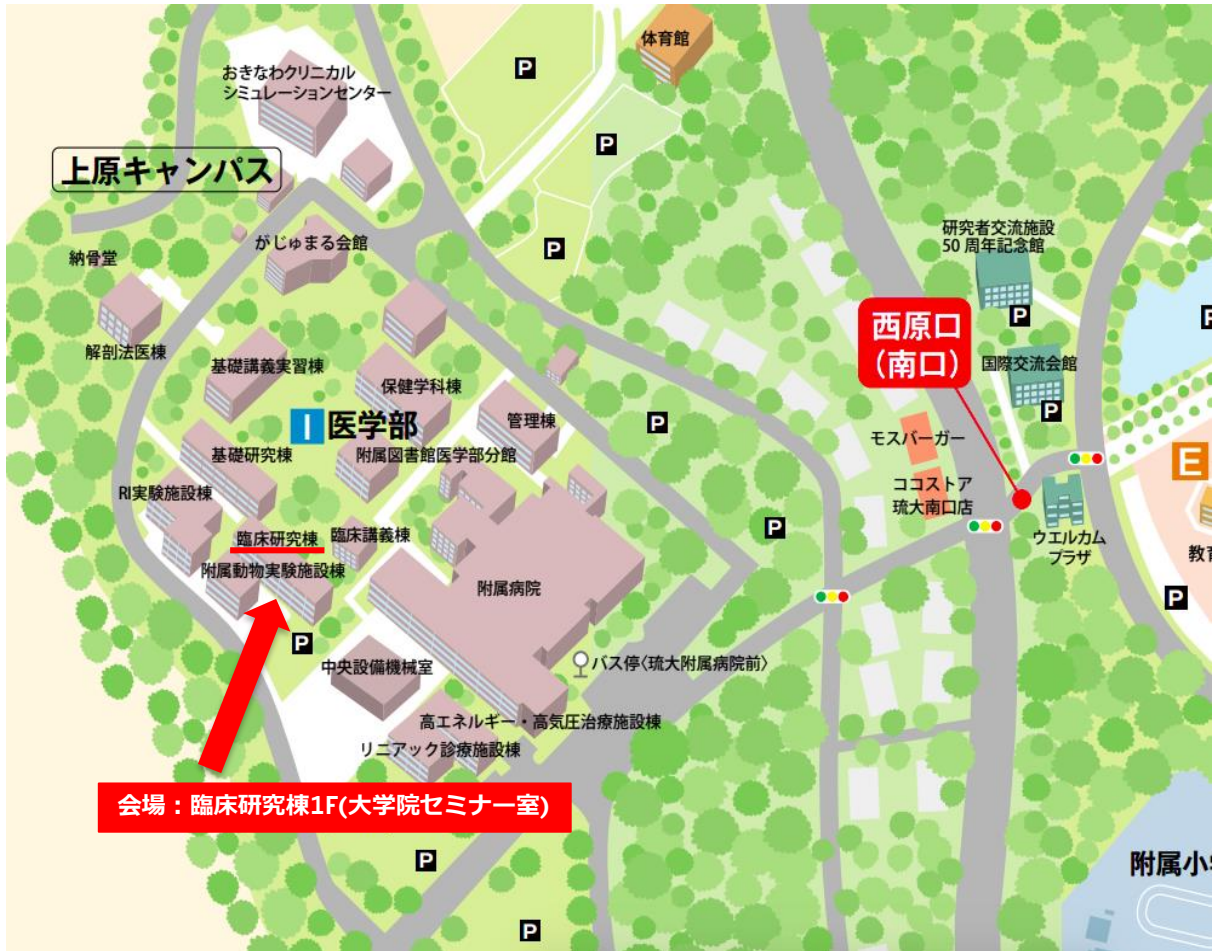 体育館
P
おきなわクリニカル
シミュレーションセンター
P
上原キャンパス
研究者交流施設
50周年記念館
がじゅまる会館
P
納骨堂
西原口
(南口)
P
P
解剖法医棟
基礎講義実習棟
保健学科棟
国際交流会館
P
I 医学部
管理棟
P
モスバーガー
基礎研究棟
附属図書館医学部分館
E
RI実験施設棟
ココストア
琉大南口店
臨床研究棟
臨床講義棟
P
ウエルカム
プラザ
教育
附属動物実験施設棟
附属病院
P
P
中央設備機械室
バス停〈琉大附属病院前〉
高エネルギー・高気圧治療施設棟
リニアック診療施設棟
会場:臨床研究棟1F(大学院セミナー室)
P
附属小
P